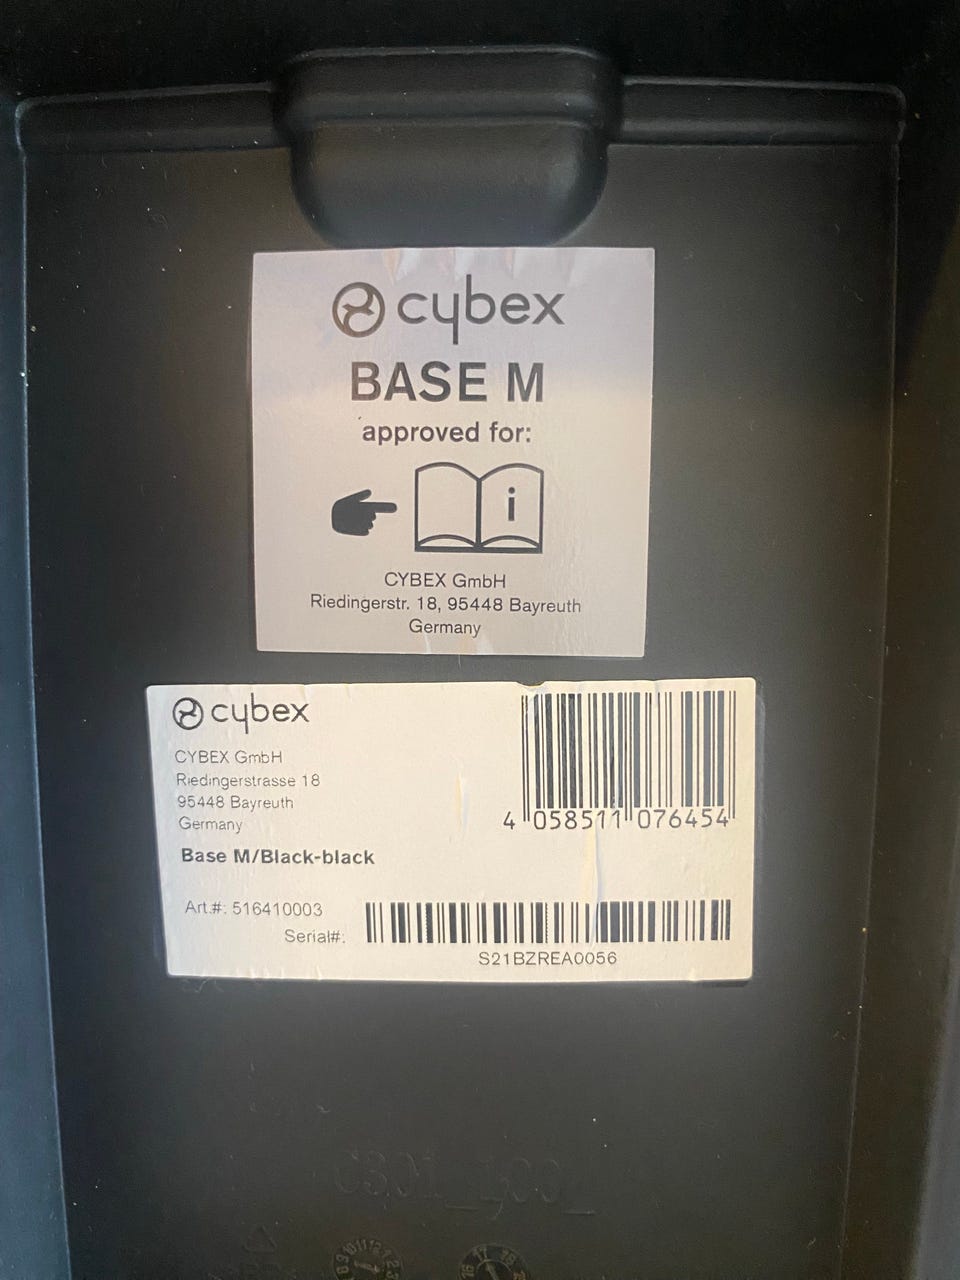 cybex
BASE M
approved for:
i
CYBEX GmbH
Riedingerstr. 18, 95448 Bayreuth
Germany
cybex
CYBEX GmbH
Riedingerstrasse 18
95448 Bayreuth
Germany
4 058511 076454
Base M/Black-black
Art.#: 516410003
Serial#:
S21BZREA0056